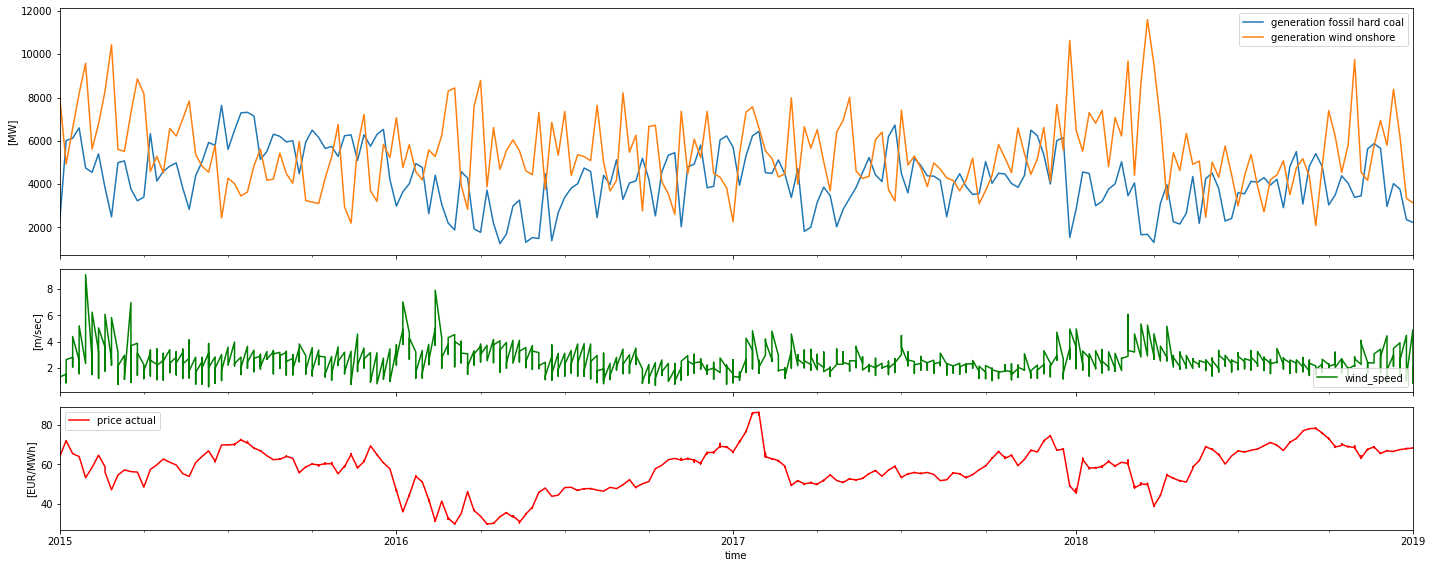 12000
10000
8000
6000
4000
2000
[MW]
generation fossil hard coal
generation wind onshore
8
6
4
2
[m/sec]
wind_speed
80
60
40
[EUR/MWh]
price actual
2015
2016
2017
2018
2019
time